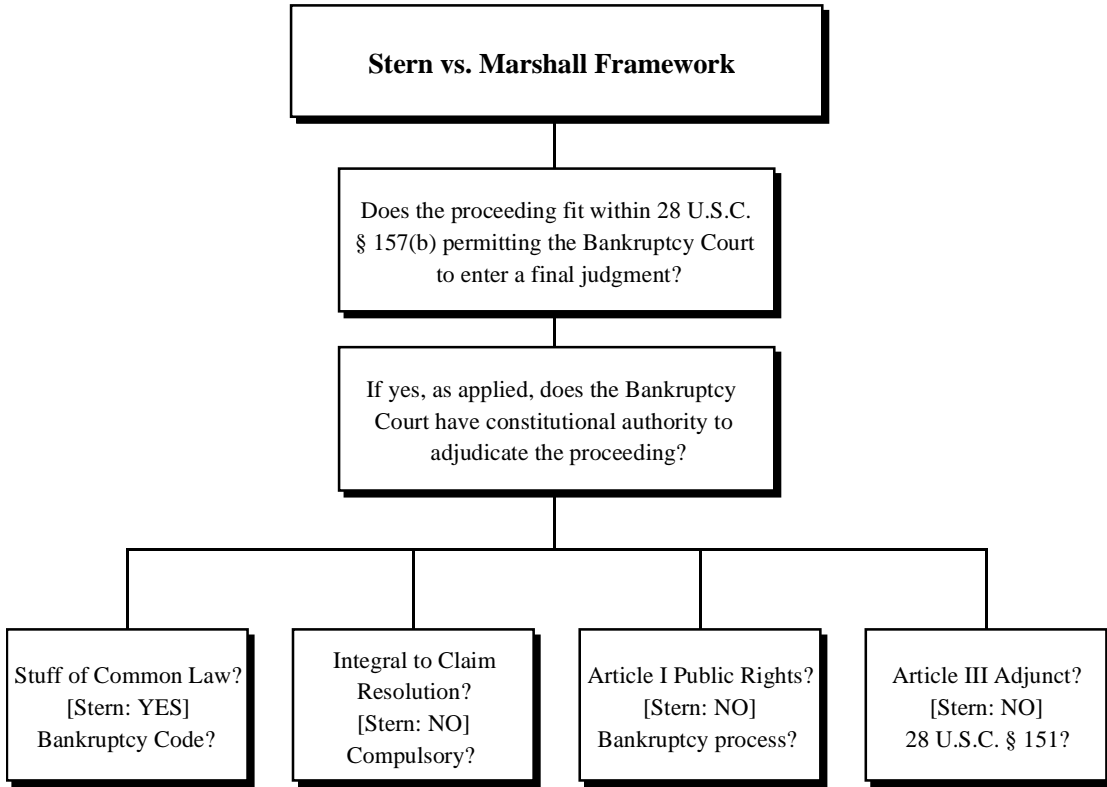 Stern vs. Marshall Framework
Does the proceeding fit within 28 U.S.C.
§ 157(b) permitting the Bankruptcy Court
to enter a final judgment?
If yes, as applied, does the Bankruptcy
Court have constitutional authority to
adjudicate the proceeding?
Stuff of Common Law?
[Stern: YES]
Bankruptcy Code?
Integral to Claim
Resolution?
[Stern: NO]
Compulsory?
Article I Public Rights?
[Stern: NO]
Bankruptcy process?
Article III Adjunct?
[Stern: NO]
28 U.S.C. § 151?